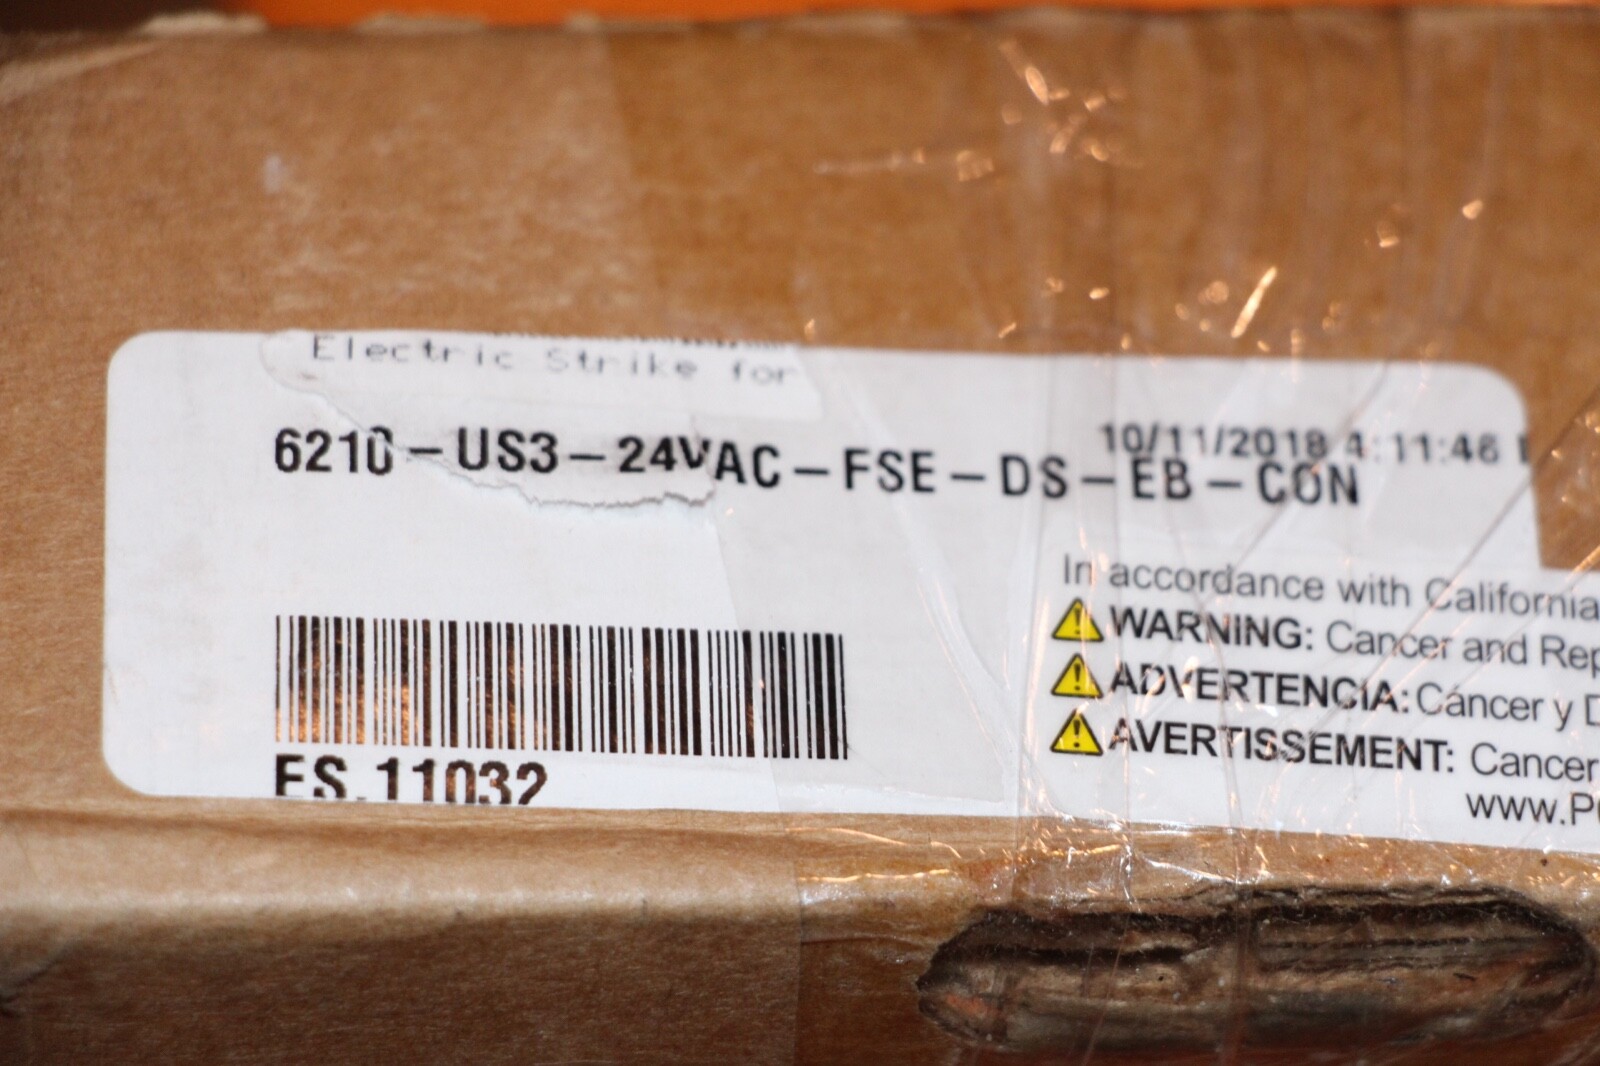 Electric Strike for
10/11/2018 4:11:46
6210-US3-24VAC-FSE-DS-EB-CON
In accordance with California
WARNING: Cancer and Rep
ADVERTENCIA: Cáncer y D
AVERTISSEMENT: Cancer
www.P
ES.11032